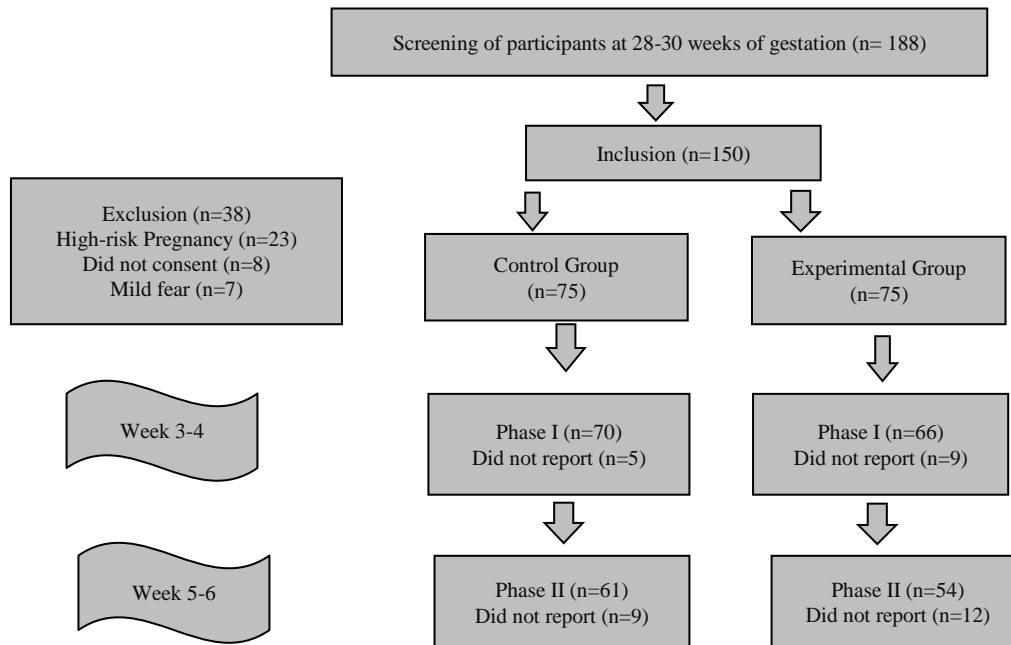 Screening of participants at 28-30 weeks of gestation (n= 188)
Inclusion (n=150)
Exclusion (n=38)
High-risk Pregnancy (n=23)
Did not consent (n=8)
Mild fear (n=7)
Control Group
(n=75)
Experimental Group
(n=75)
Week 3-4
Phase I (n=70)
Did not report (n=5)
Phase I (n=66)
Did not report (n=9)
Week 5-6
Phase II (n=61)
Did not report (n=9)
Phase II (n=54)
Did not report (n=12)